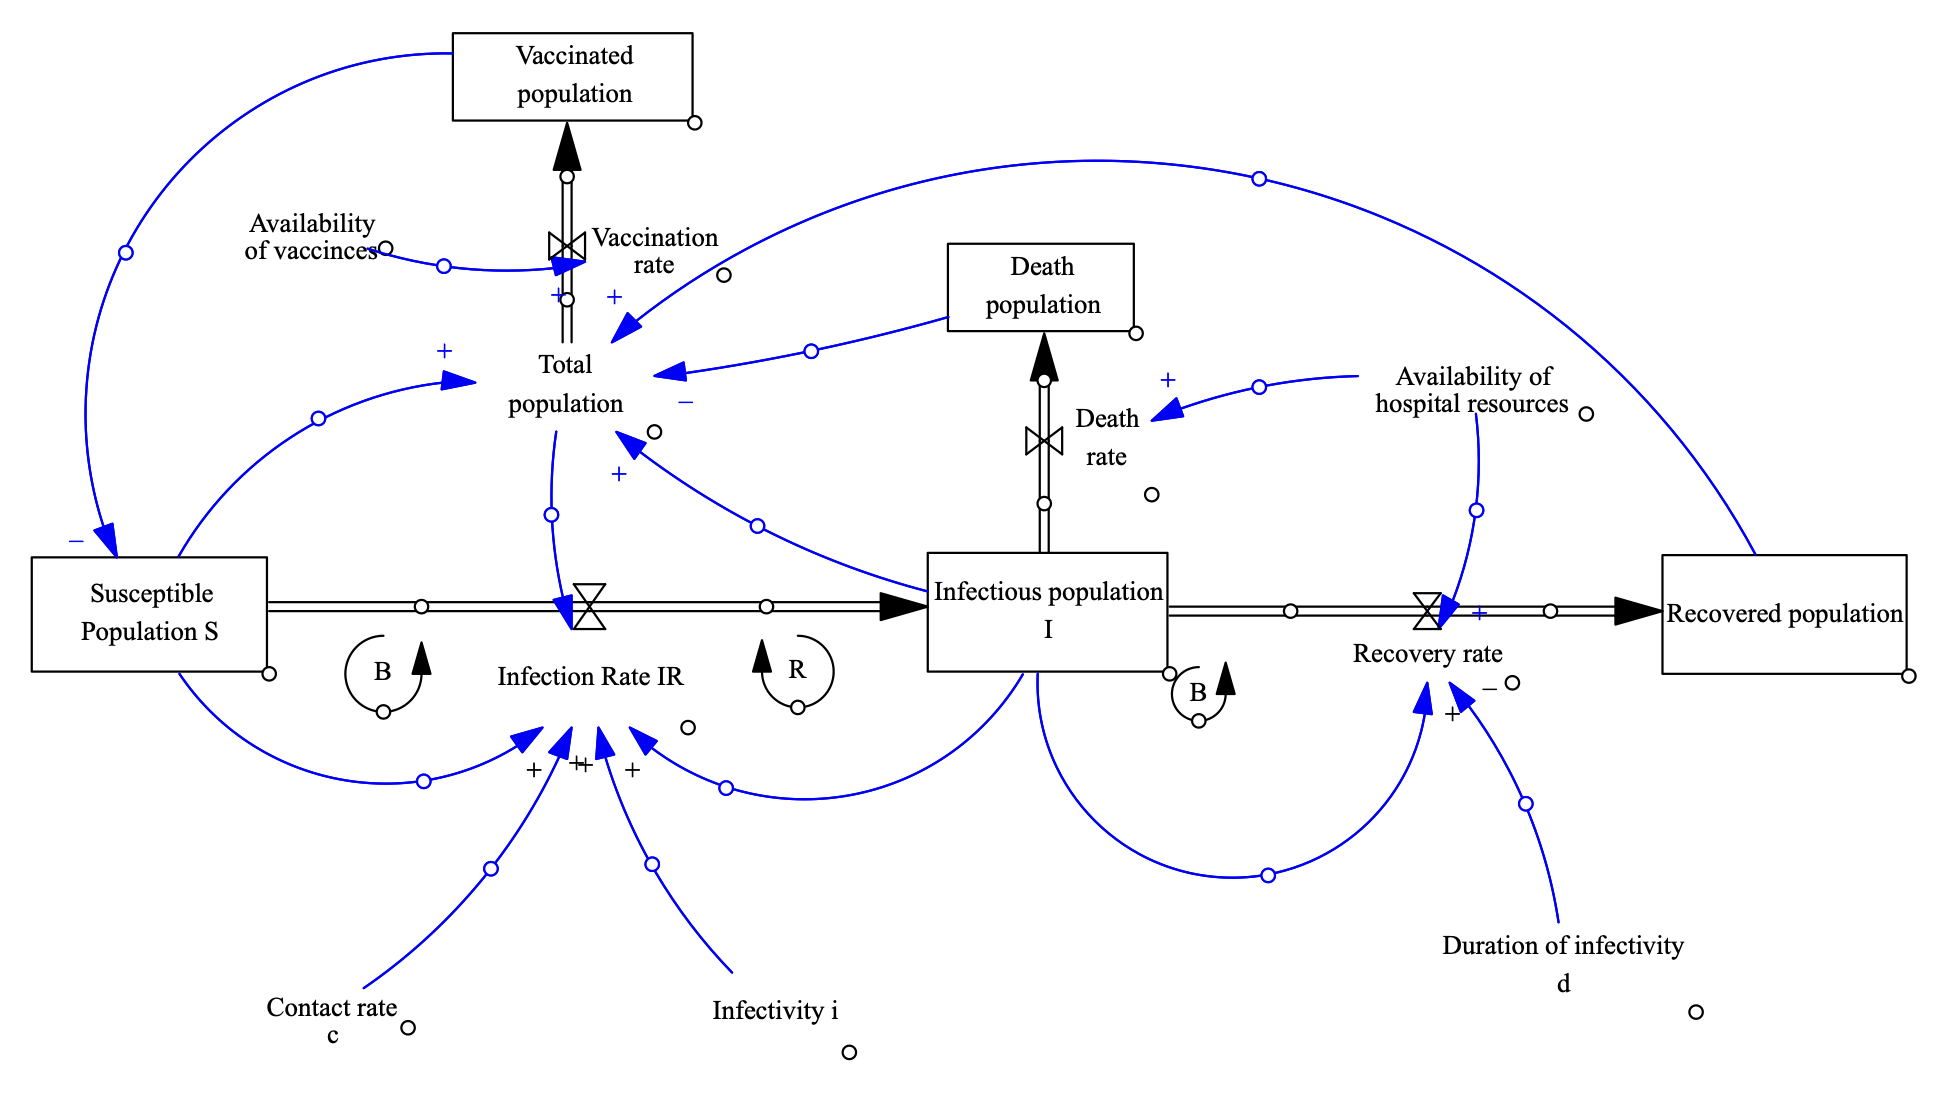 Vaccinated
population
Availability
of vaccinces
Vaccination
rate
+
+
Death
population
Total
population
+
−
+
Death
rate
+
Availability of
hospital resources
−
Susceptible
Population S
B
Infection Rate IR
R
Infectious population
I
B
+
Recovery rate
−
+
Recovered population
+
+
+
+
Contact rate
c
Infectivity i
Duration of infectivity
d